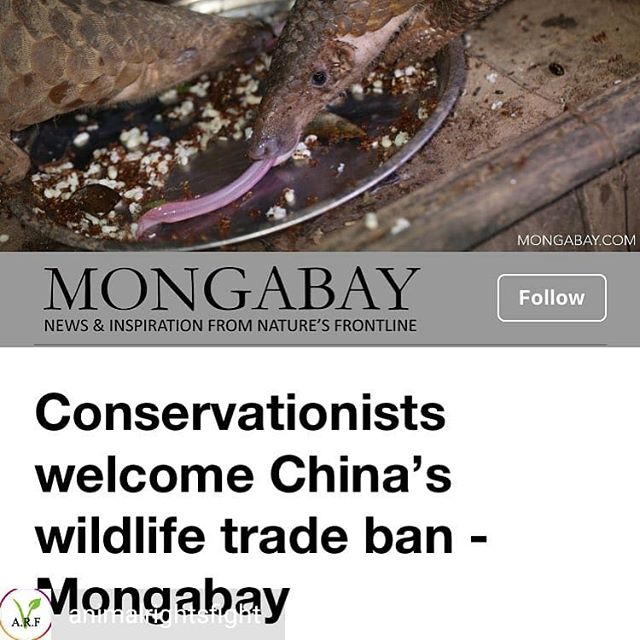 MONGABAY.COM
MONGABAY
NEWS & INSPIRATION FROM NATURE'S FRONTLINE
Follow
Conservationists
welcome China's
wildlife trade ban -
Mongabay
A.R.F
animalrightsfight